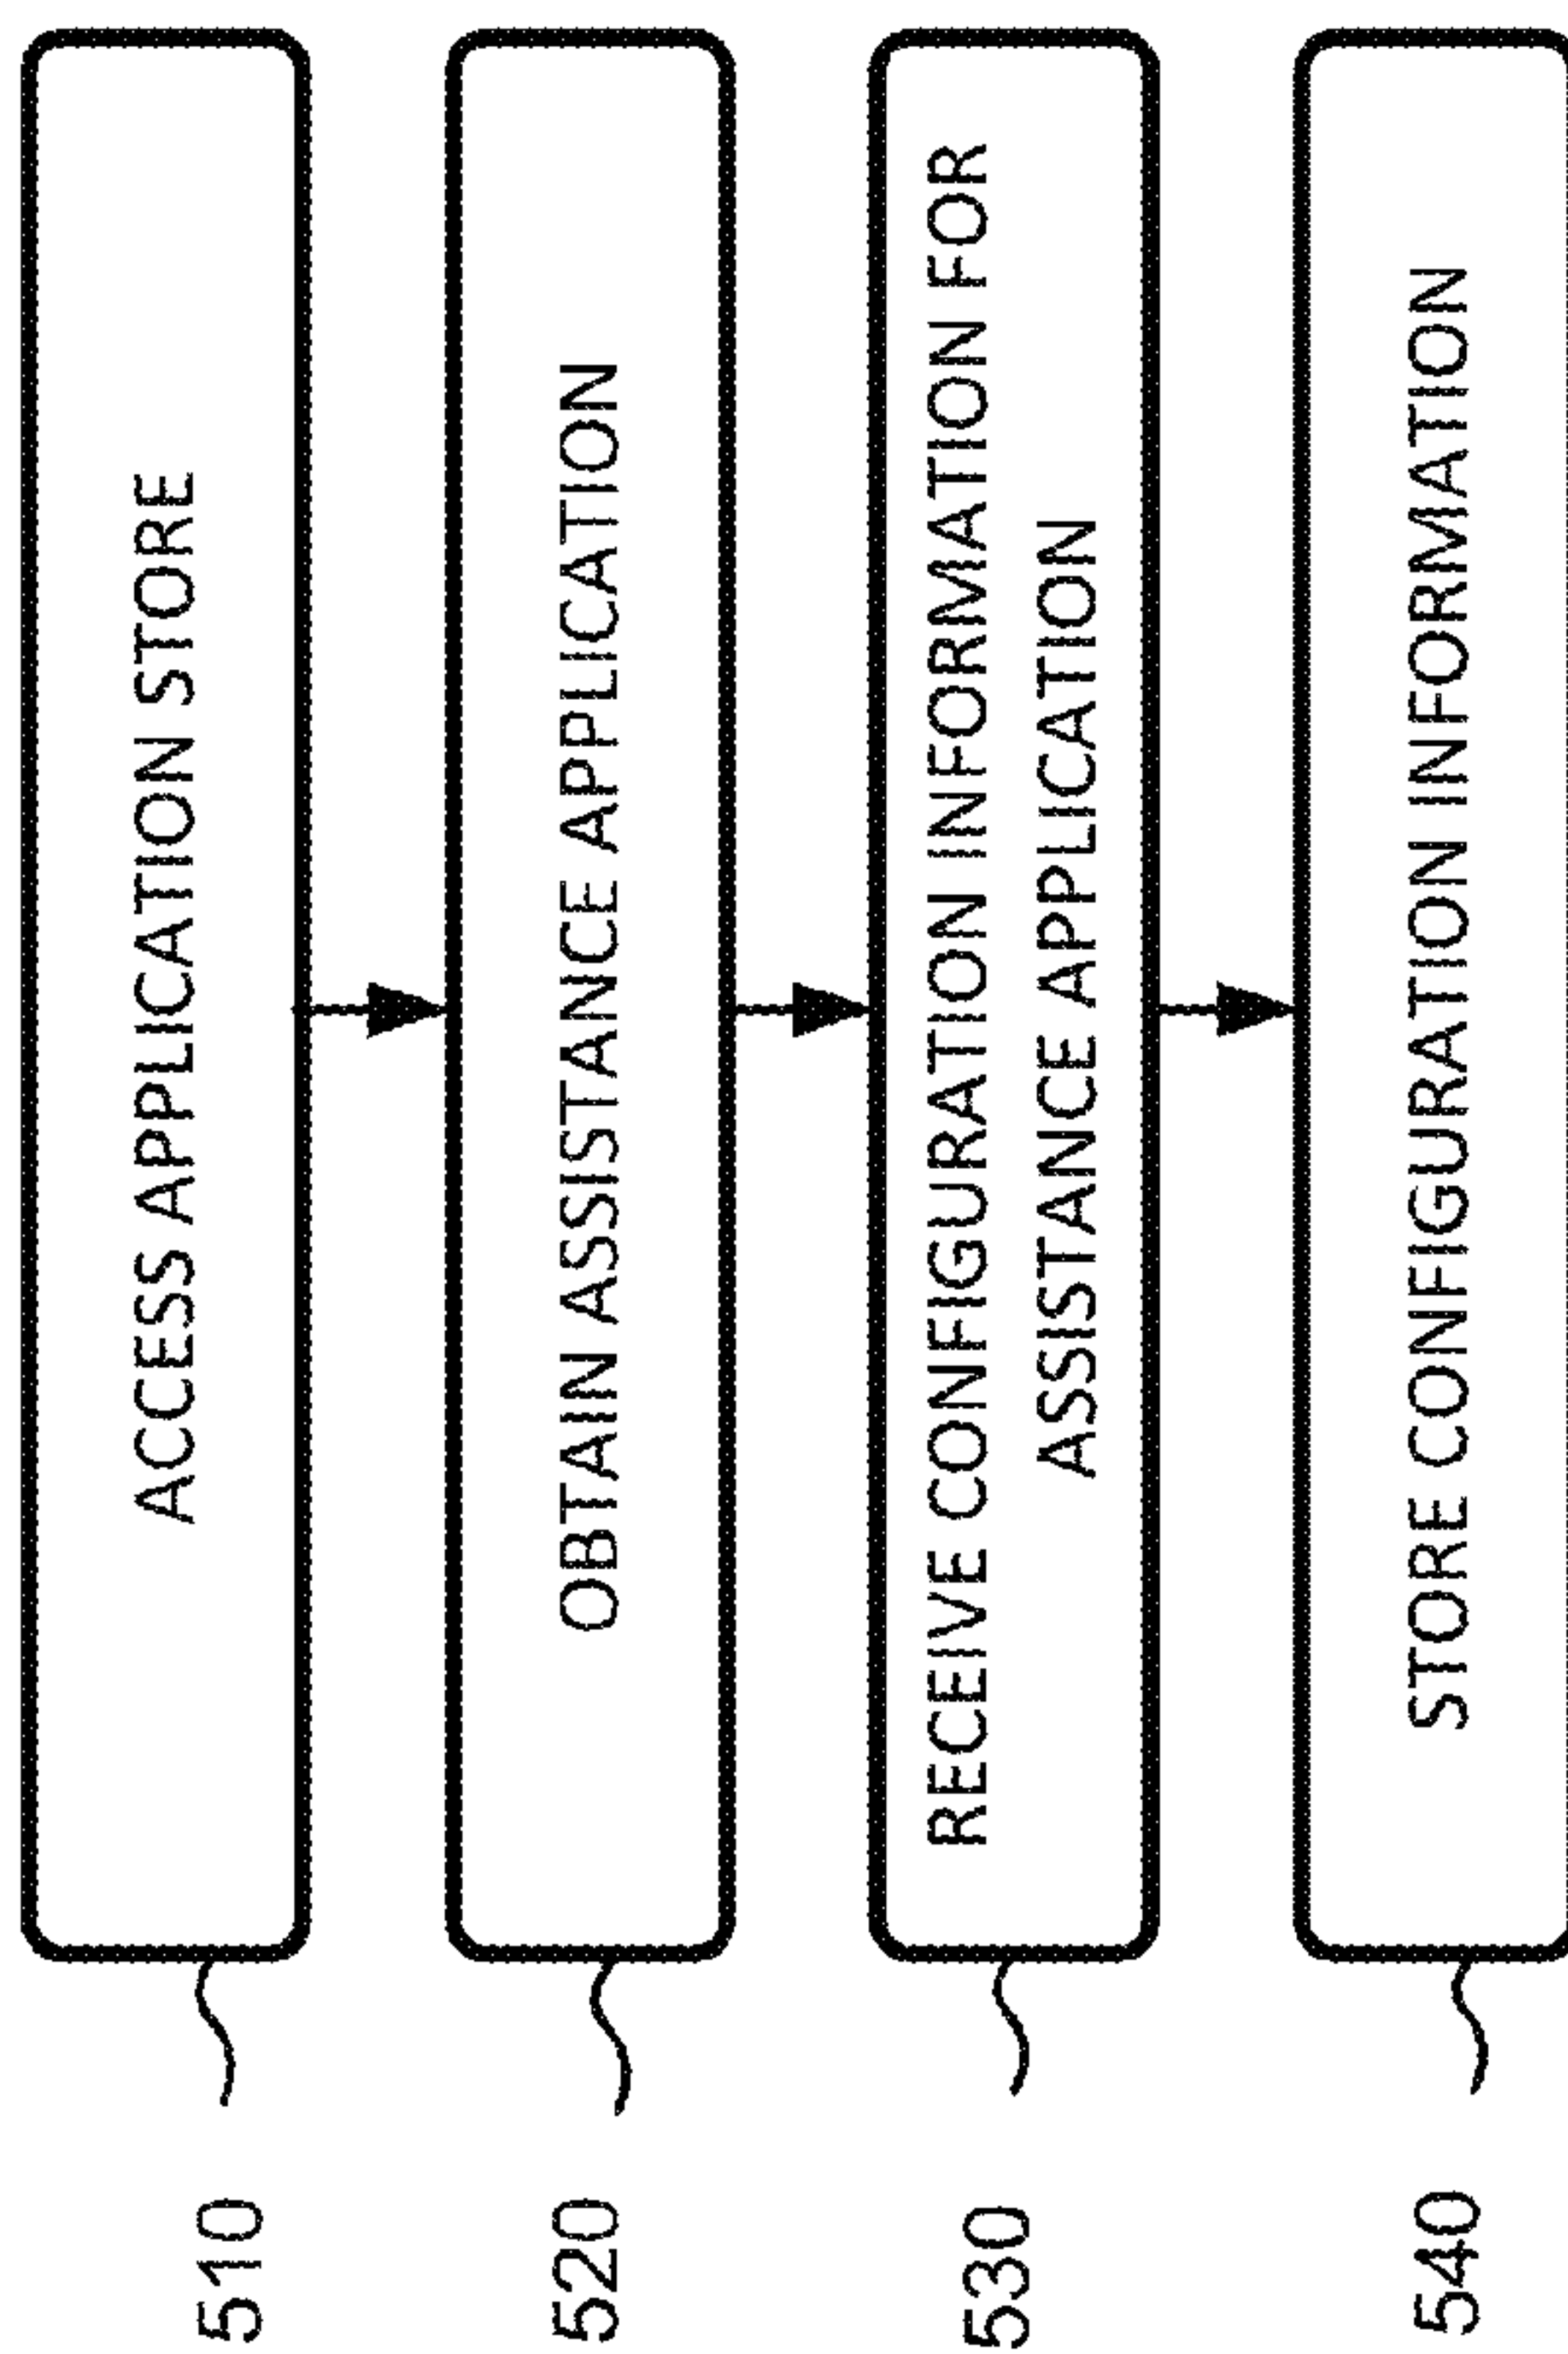 510
ACCESS APPLICATION STORE
520
OBTAIN ASSISTANCE APPLICATION
530
RECEIVE CONFIGURATION INFORMATION FOR
ASSISTANCE APPLICATION
540
STORE CONFIGURATION INFORMATION